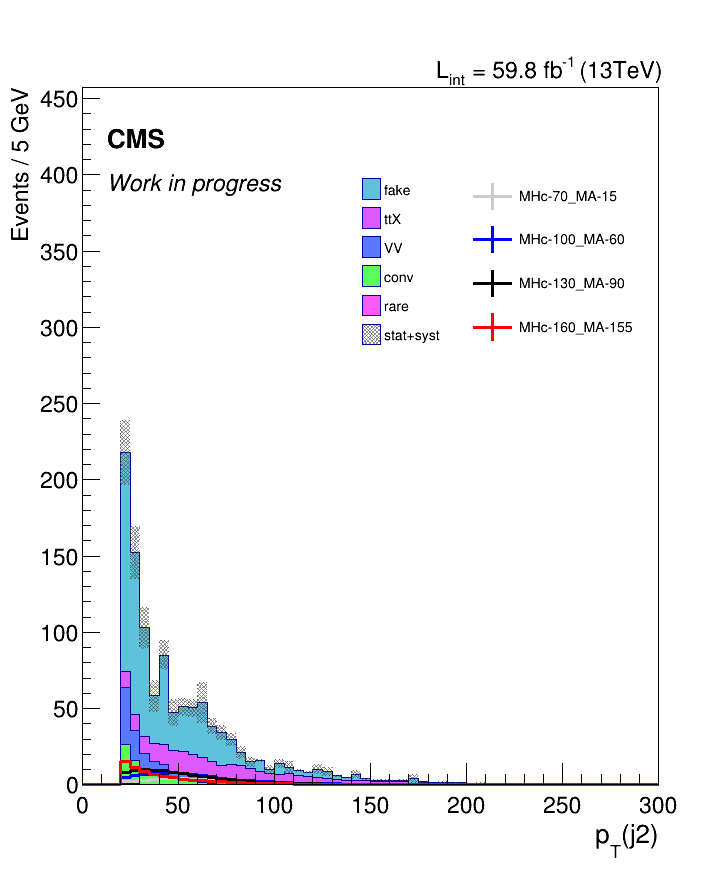 L_int = 59.8 fb^-1 (13TeV)
Events / 5 GeV
450
400
350
300
250
200
150
100
50
0
CMS
Work in progress
fake
ttX
VV
conv
rare
stat+syst
MHc-70_MA-15
MHc-100_MA-60
MHc-130_MA-90
MHc-160_MA-155
0 50 100 150 200 250 300
p_T(j2)